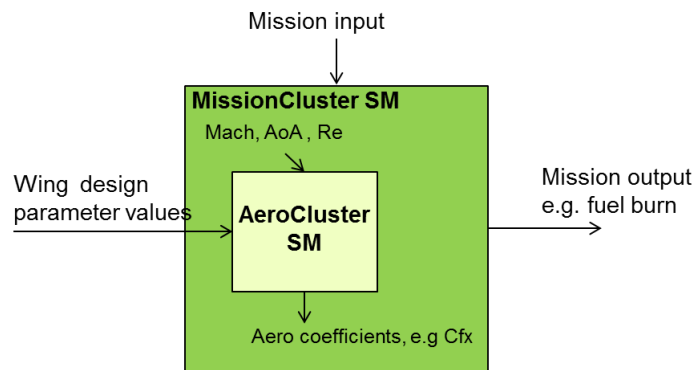 Mission input
MissionCluster SM
Mach, AoA , Re
Wing design
parameter values
AeroCluster
SM
Mission output
e.g. fuel burn
Aero coefficients, e.g Cfx